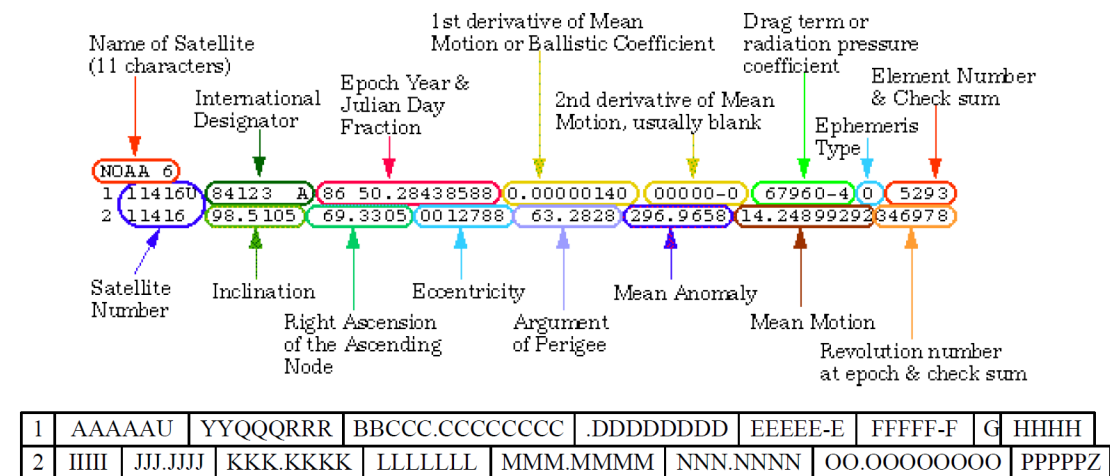 1st derivative of Mean
Motion or Ballistic Coefficient
Drag term or
radiation pressure
coefficient
Name of Satellite
(11 characters)
International
Designator
Epoch Year &
Julian Day
Fraction
2nd derivative of Mean
Motion, usually blank
Element Number
& Check sum
Ephemeris
Type
NOAA 6
1 11416U 84123 A 86 50.28438588 0.00000140 00000-0 67960-4 0 5293
2 11416 98.5105 69.3305 0012788 63.2828 296.9658 14.24899292 346978
Satellite
Number
Inclination
Right Ascension
of the Ascending
Node
Eccentricity
Argument
of Perigee
Mean Anomaly
Mean Motion
Revolution number
at epoch & check sum
1 AAAAAU YYQQQRRR BBCCC.CCCCCCCC .DDDDDDDD EEEEE-E FFFFF-F G HHHH
2 IIIII JJJ.JJJJ KKK.KKKK LLLLLLL MMM.MMMM NNN.NNNN OO.OOOOOOOO PPPPPZ